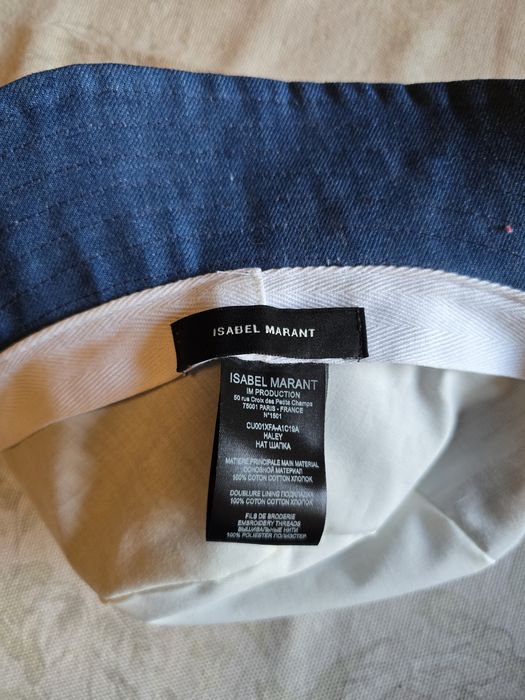 ISABEL MARANT
ISABEL MARANT
IM PRODUCTION
50 rue Croix des Petits Champs
75001 PARIS - FRANCE
N°1501
CU001XFA-A1C19A
HALEY
HAT ШАПКА
MATIERE PRINCIPALE MAIN MATERIAL
ОСНОВНОЙ МАТЕРИАЛ
100% COTON COTTON ХЛОПОК
DOUBLURE LINING ПОДКЛАДКА
100% COTON COTTON ХЛОПОК
FILS DE BRODERIE
EMBROIDERY THREADS
ВЫШИВАЛЬНЫЕ НИТИ
100% POLYESTER ПОЛИЭСТЕР